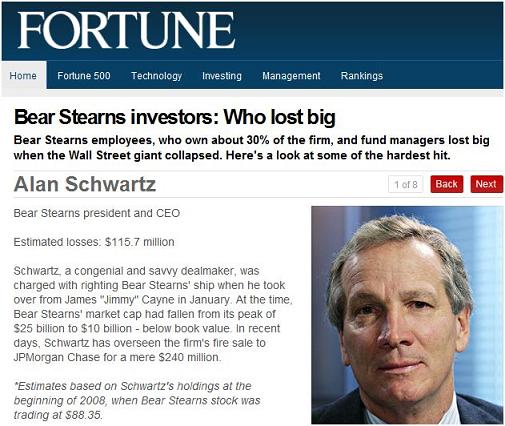 FORTUNE
Home Fortune 500 Technology Investing Management Rankings
Bear Stearns investors: Who lost big
Bear Stearns employees, who own about 30% of the firm, and fund managers lost big
when the Wall Street giant collapsed. Here's a look at some of the hardest hit.
Alan Schwartz
1 of 8 Back Next
Bear Stearns president and CEO
Estimated losses: $115.7 million
Schwartz, a congenial and savvy dealmaker, was
charged with righting Bear Stearns' ship when he took
over from James "Jimmy" Cayne in January. At the time,
Bear Stearns' market cap had fallen from its peak of
$25 billion to $10 billion - below book value. In recent
days, Schwartz has overseen the firm's fire sale to
JPMorgan Chase for a mere $240 million.
*Estimates based on Schwartz's holdings at the
beginning of 2008, when Bear Stearns stock was
trading at $88.35.